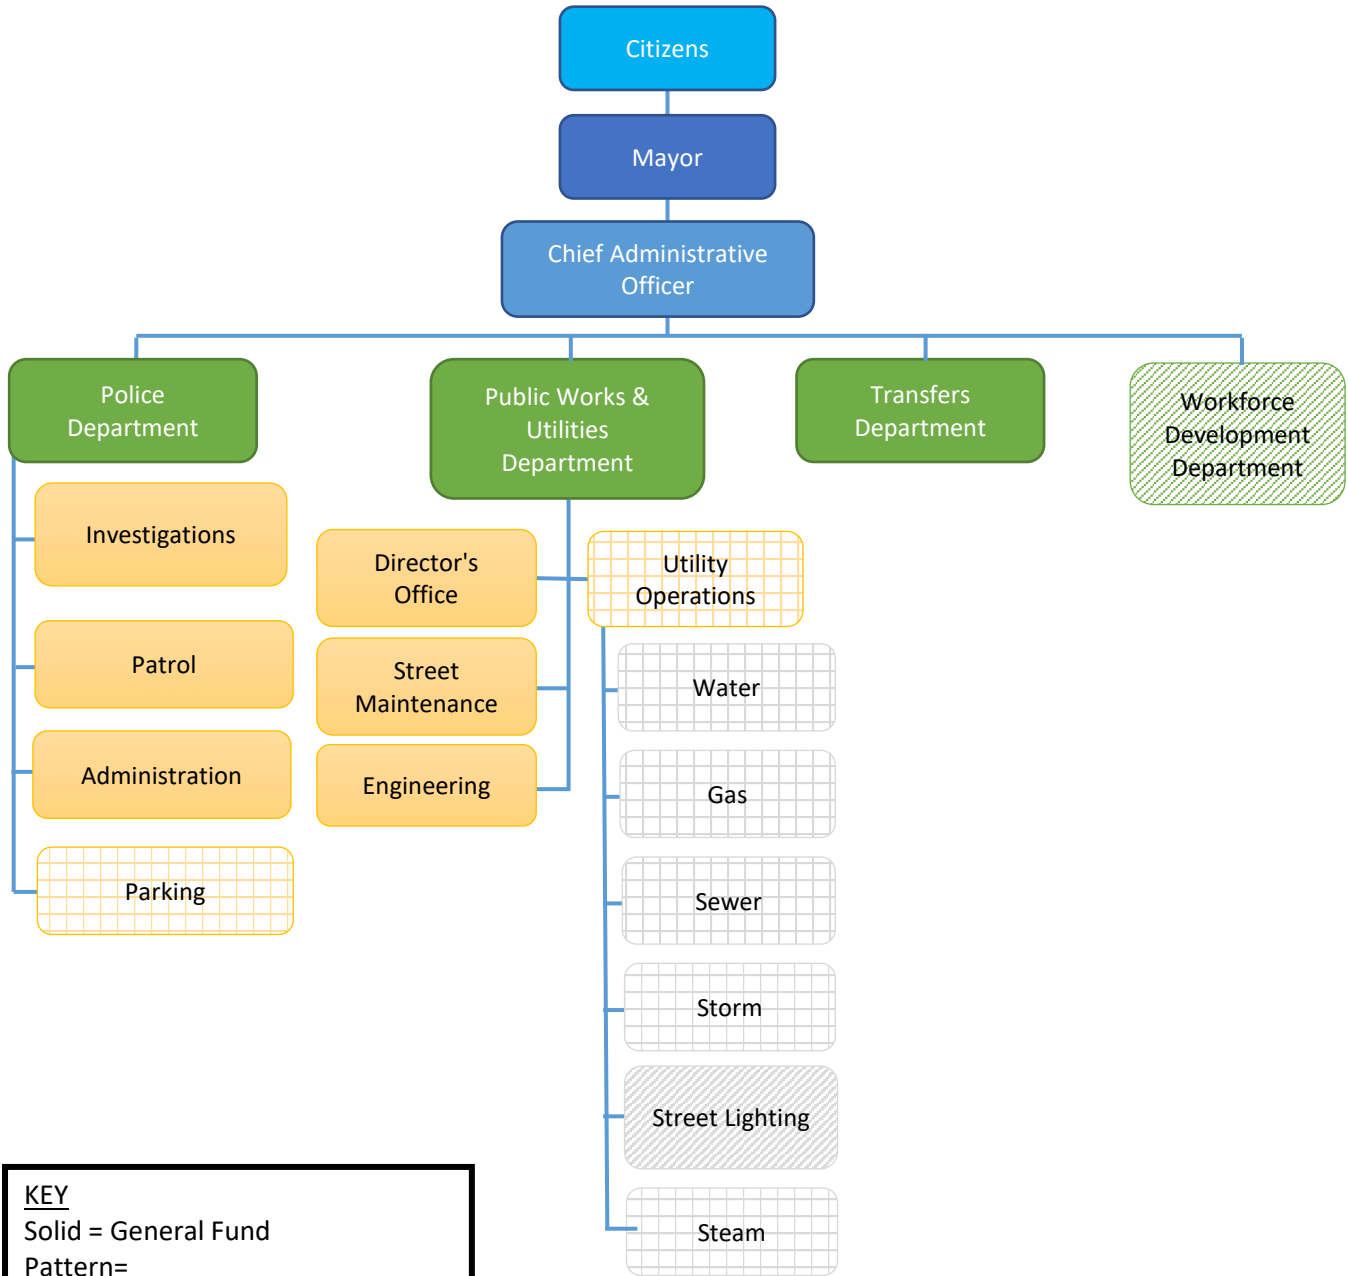 Citizens
Mayor
Chief Administrative
Officer
Police
Department
Public Works &
Utilities
Department
Transfers
Department
Workforce
Development
Department
Investigations
Patrol
Administration
Parking
Director's
Office
Street
Maintenance
Engineering
Utility
Operations
Water
Gas
Sewer
Storm
Street Lighting
Steam
KEY
Solid = General Fund
Pattern=